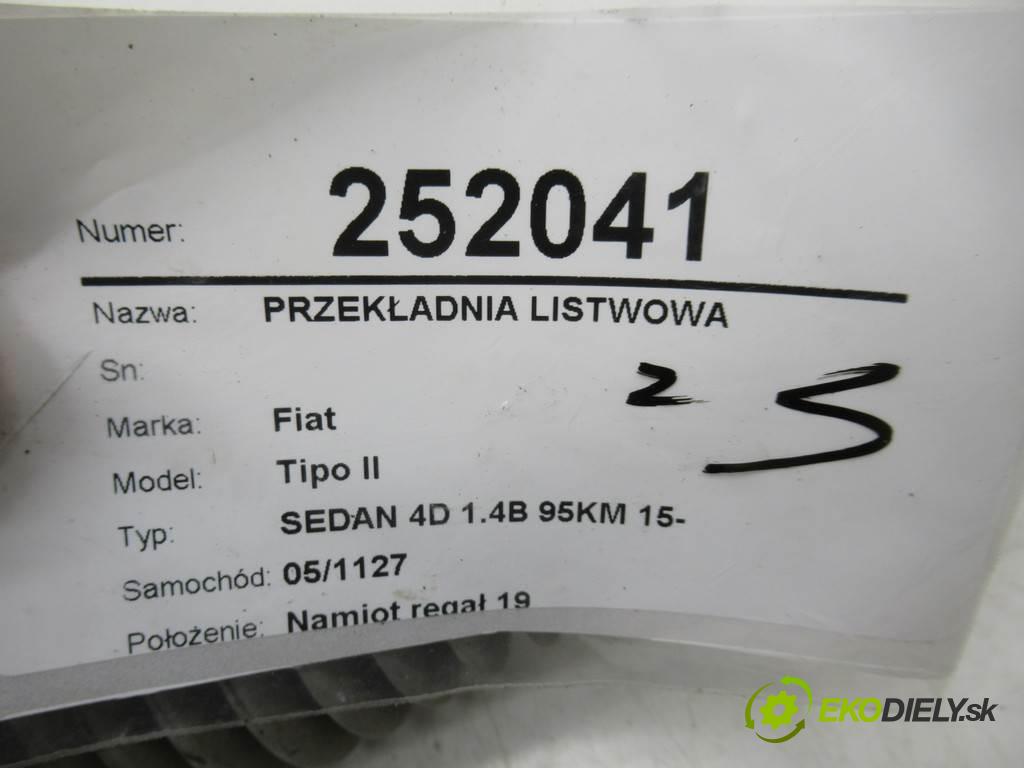 Numer: 252041
Nazwa: PRZEKŁADNIA LISTWOWA
Sn:
2 5
Marka: Fiat
Model: Tipo II
Typ: SEDAN 4D 1.4B 95KM 15-
Samochód: 05/1127
Położenie: Namiot regał 19
EKODIELY.sk